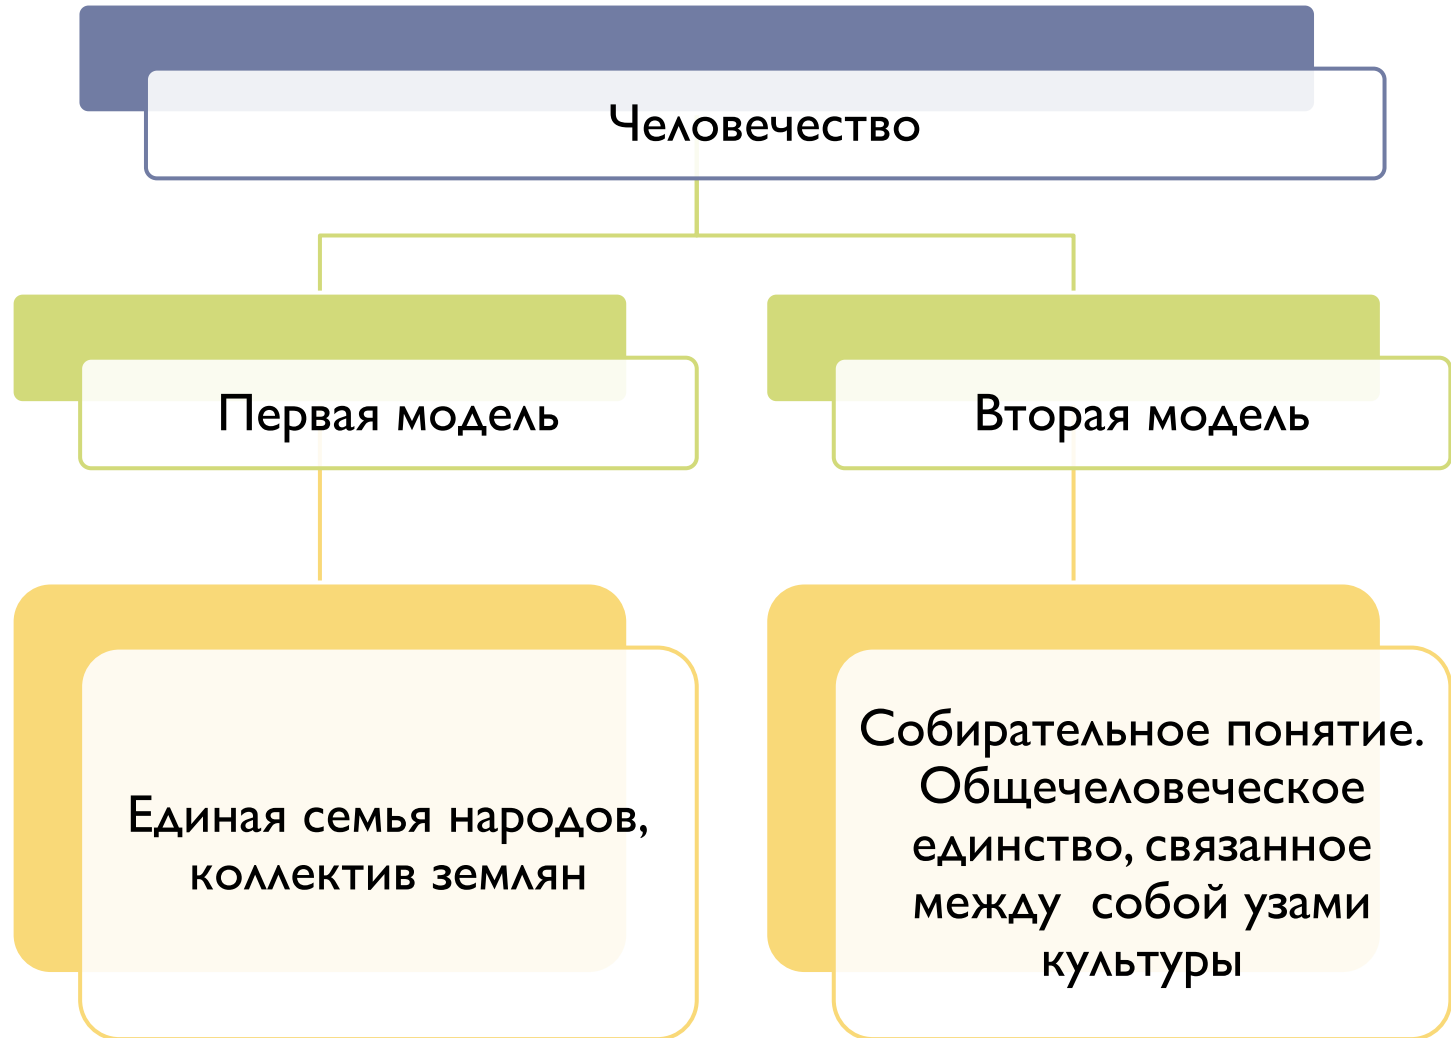 Человечество
Первая модель
Вторая модель
Единая семья народов,
коллектив землян
Собирательное понятие.
Общечеловеческое
единство, связанное
между  собой узами
культуры